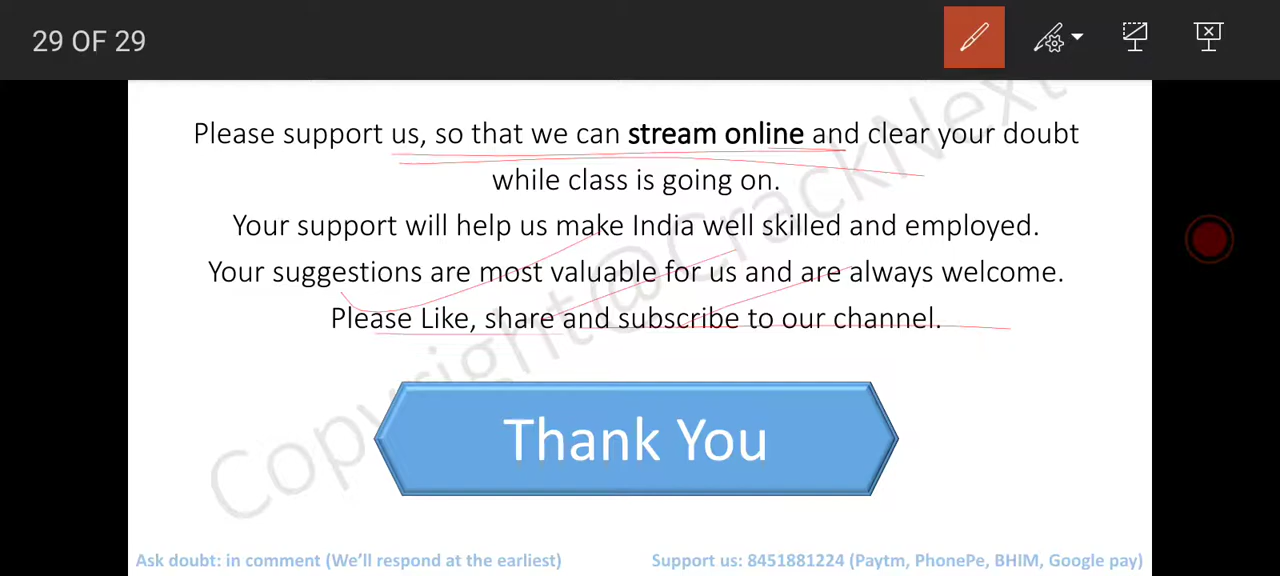 29 OF 29
Please support us, so that we can stream online and clear your doubt
while class is going on.
Your support will help us make India well skilled and employed.
Your suggestions are most valuable for us and are always welcome.
Please Like, share and subscribe to our channel.
Copyright@CrackNext
Thank You
Ask doubt: in comment (We'll respond at the earliest)
Support us: 8451881224 (Paytm, PhonePe, BHIM, Google pay)